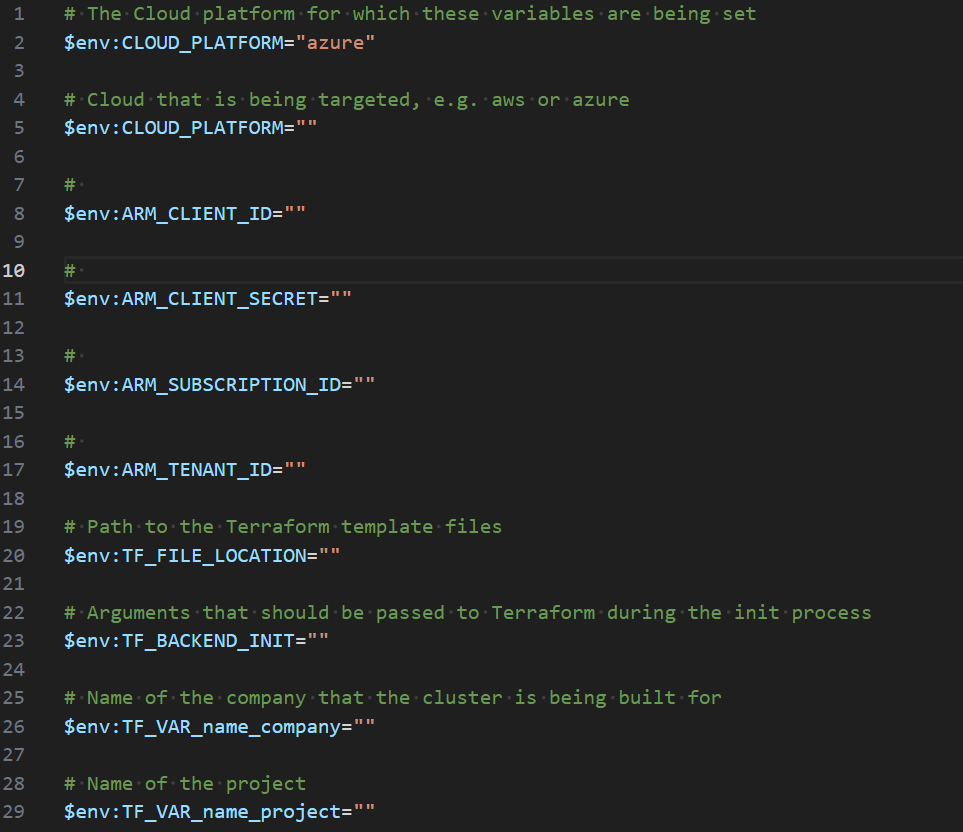 1 # The Cloud platform for which these variables are being set
2 $env:CLOUD_PLATFORM="azure"
3
4 # Cloud that is being targeted, e.g. aws or azure
5 $env:CLOUD_PLATFORM=""
6
7 #
8 $env:ARM_CLIENT_ID=""
9
10 #
11 $env:ARM_CLIENT_SECRET=""
12
13 #
14 $env:ARM_SUBSCRIPTION_ID=""
15
16 #
17 $env:ARM_TENANT_ID=""
18
19 # Path to the Terraform template files
20 $env:TF_FILE_LOCATION=""
21
22 # Arguments that should be passed to Terraform during the init process
23 $env:TF_BACKEND_INIT=""
24
25 # Name of the company that the cluster is being built for
26 $env:TF_VAR_name_company=""
27
28 # Name of the project
29 $env:TF_VAR_name_project=""